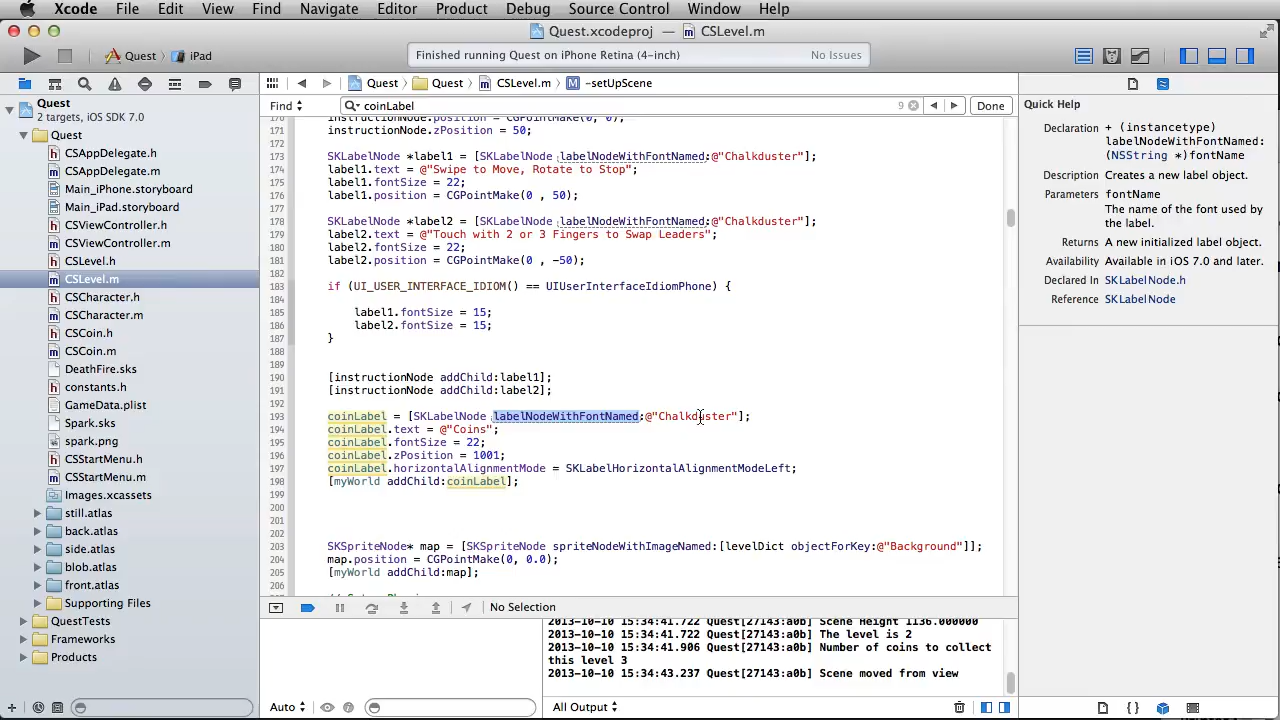 Xcode File Edit View Find Navigate Editor Product Debug Source Control Window Help
Quest.xcodeproj — CSLevel.m
Quest iPad
Finished running Quest on iPhone Retina (4-inch) No Issues
Quest Quest CSLevel.m M -setUpScene
Find coinLabel 9 Done
Quest
2 targets, iOS SDK 7.0
Quest
CSAppDelegate.h
CSAppDelegate.m
Main_iPhone.storyboard
Main_iPad.storyboard
CSViewController.h
CSViewController.m
CSLevel.h
CSLevel.m
CSCharacter.h
CSCharacter.m
CSCoin.h
CSCoin.m
DeathFire.sks
constants.h
GameData.plist
Spark.sks
spark.png
CSStartMenu.h
CSStartMenu.m
Images.xcassets
still.atlas
back.atlas
side.atlas
blob.atlas
front.atlas
Supporting Files
QuestTests
Frameworks
Products
170 instructionNode.position = CGPointMake(0, 0);
171 instructionNode.zPosition = 50;
172
173 SKLabelNode *label1 = [SKLabelNode labelNodeWithFontNamed:@"Chalkduster"];
174 label1.text = @"Swipe to Move, Rotate to Stop";
175 label1.fontSize = 22;
176 label1.position = CGPointMake(0 , 50);
177
178 SKLabelNode *label2 = [SKLabelNode labelNodeWithFontNamed:@"Chalkduster"];
179 label2.text = @"Touch with 2 or 3 Fingers to Swap Leaders";
180 label2.fontSize = 22;
181 label2.position = CGPointMake(0 , -50);
182
183 if (UI_USER_INTERFACE_IDIOM() == UIUserInterfaceIdiomPhone) {
184
185 label1.fontSize = 15;
186 label2.fontSize = 15;
187 }
188
189
190 [instructionNode addChild:label1];
191 [instructionNode addChild:label2];
192
193 coinLabel = [SKLabelNode labelNodeWithFontNamed:@"Chalkduster"];
194 coinLabel.text = @"Coins";
195 coinLabel.fontSize = 22;
196 coinLabel.zPosition = 1001;
197 coinLabel.horizontalAlignmentMode = SKLabelHorizontalAlignmentModeLeft;
198 [myWorld addChild:coinLabel];
199
200
201
202
203 SKSpriteNode* map = [SKSpriteNode spriteNodeWithImageNamed:[levelDict objectForKey:@"Background"]];
204 map.position = CGPointMake(0, 0.0);
205 [myWorld addChild:map];
206
Quick Help
Declaration + (instancetype)
labelNodeWithFontNamed:
(NSString *)fontName
Description Creates a new label object.
Parameters fontName
The name of the font used by
the label.
Returns A new initialized label object.
Availability Available in iOS 7.0 and later.
Declared In SKLabelNode.h
Reference SKLabelNode
No Selection
2013-10-10 15:34:41.722 Quest[27143:a0b] Scene Height 1136.000000
2013-10-10 15:34:41.722 Quest[27143:a0b] The level is 2
2013-10-10 15:34:41.906 Quest[27143:a0b] Number of coins to collect
this level 3
2013-10-10 15:34:43.237 Quest[27143:a0b] Scene moved from view
Auto All Output